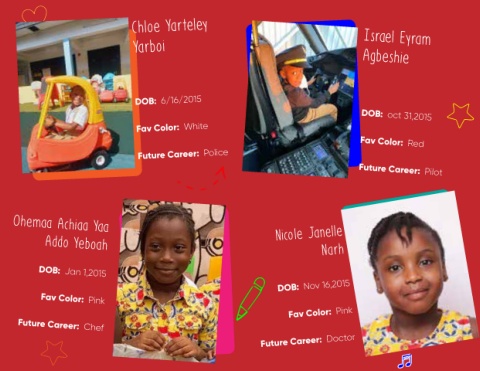 Chloe Yarteley
Yarboi
DOB: 6/16/2015
Fav Color: White
Future Career: Police
Israel Eyram
Agbeshie
DOB: oct 31,2015
Fav Color: Red
Future Career: Pilot
Ohemaa Achiaa Yaa
Addo Yeboah
DOB: Jan 1,2015
Fav Color: Pink
Future Career: Chef
Nicole Janelle
Narh
DOB: Nov 16,2015
Fav Color: Pink
Future Career: Doctor